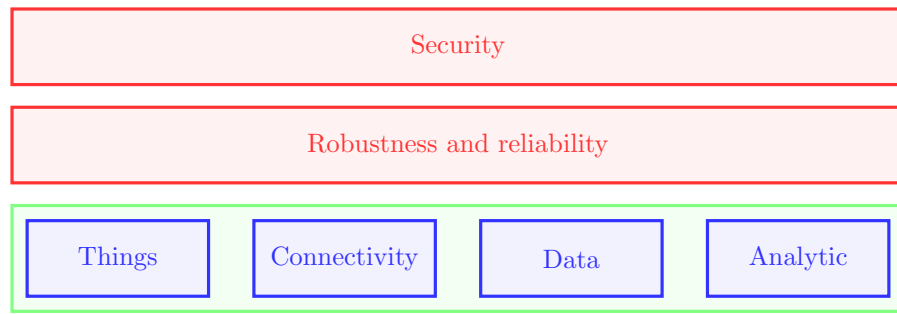 Security
Robustness and reliability
Things
Connectivity
Data
Analytic